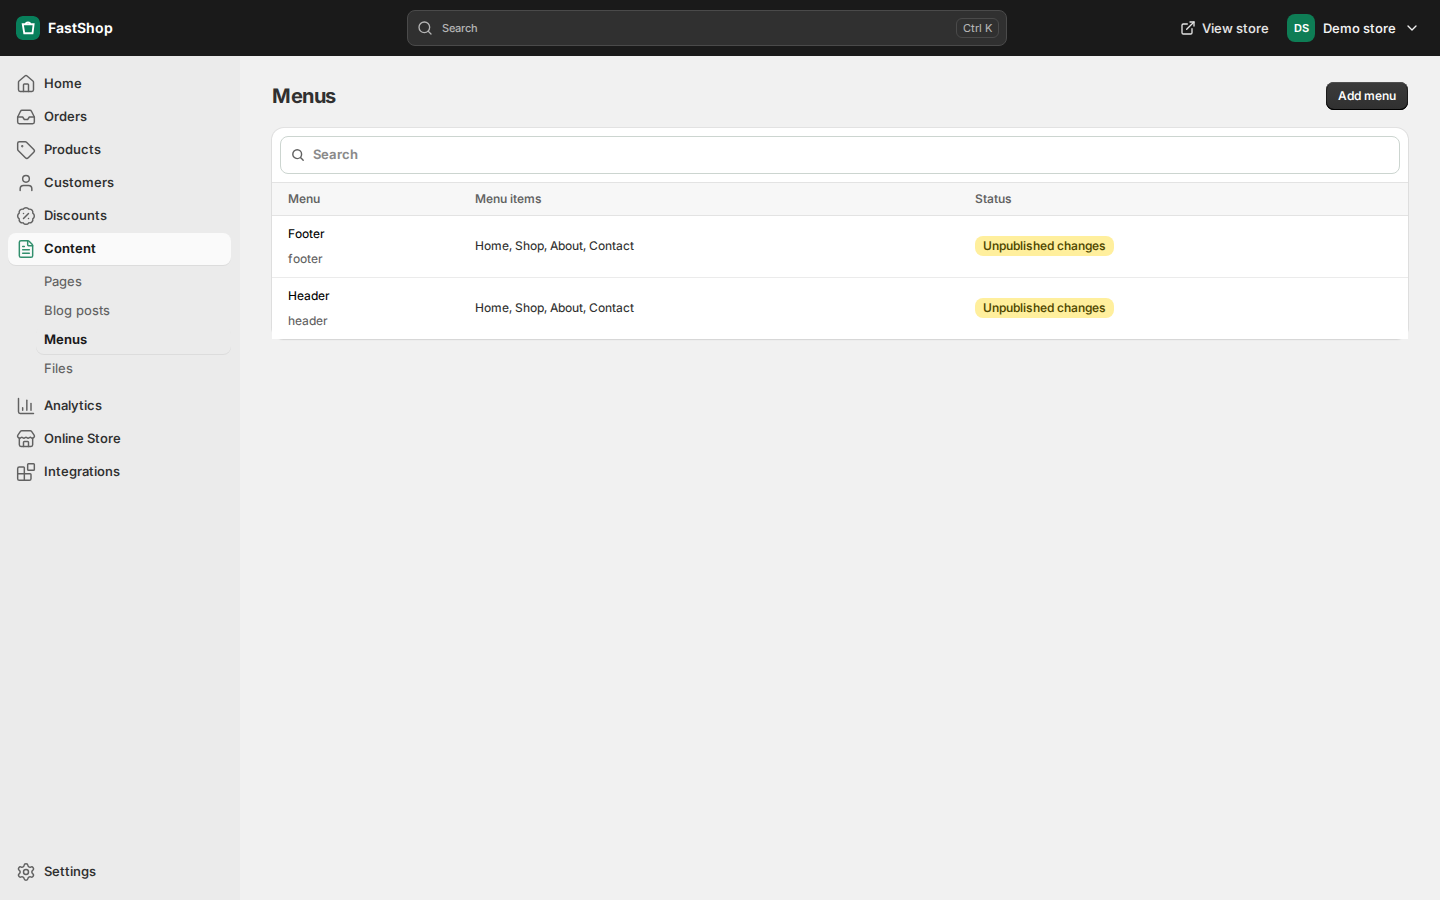 FastShop
Search
Ctrl K
View store
DS
Demo store
Home
Orders
Products
Customers
Discounts
Content
Pages
Blog posts
Menus
Files
Analytics
Online Store
Integrations
Settings
Menus
Add menu
Search
Menu
Menu items
Status
Footer
footer
Home, Shop, About, Contact
Unpublished changes
Header
header
Home, Shop, About, Contact
Unpublished changes